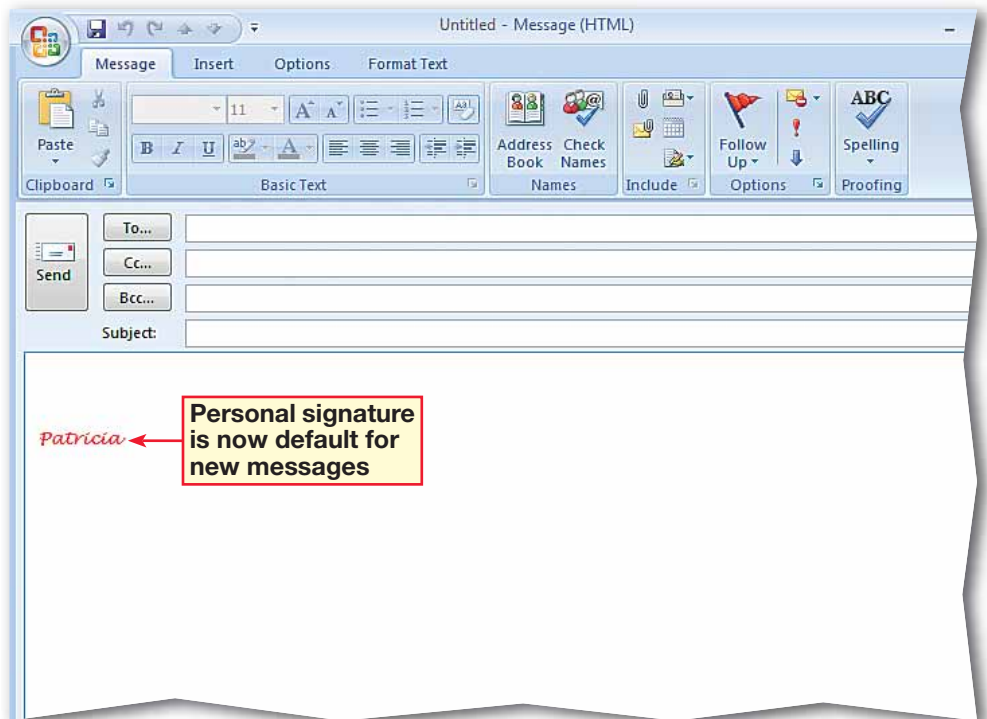 Untitled - Message (HTML)
Message Insert Options Format Text
Paste
11
B I U ab A
Address Book
Check Names
Follow Up
ABC
Spelling
Clipboard Basic Text Names Include Options Proofing
Send
To...
Cc...
Bcc...
Subject:
Patricia
Personal signature
is now default for
new messages